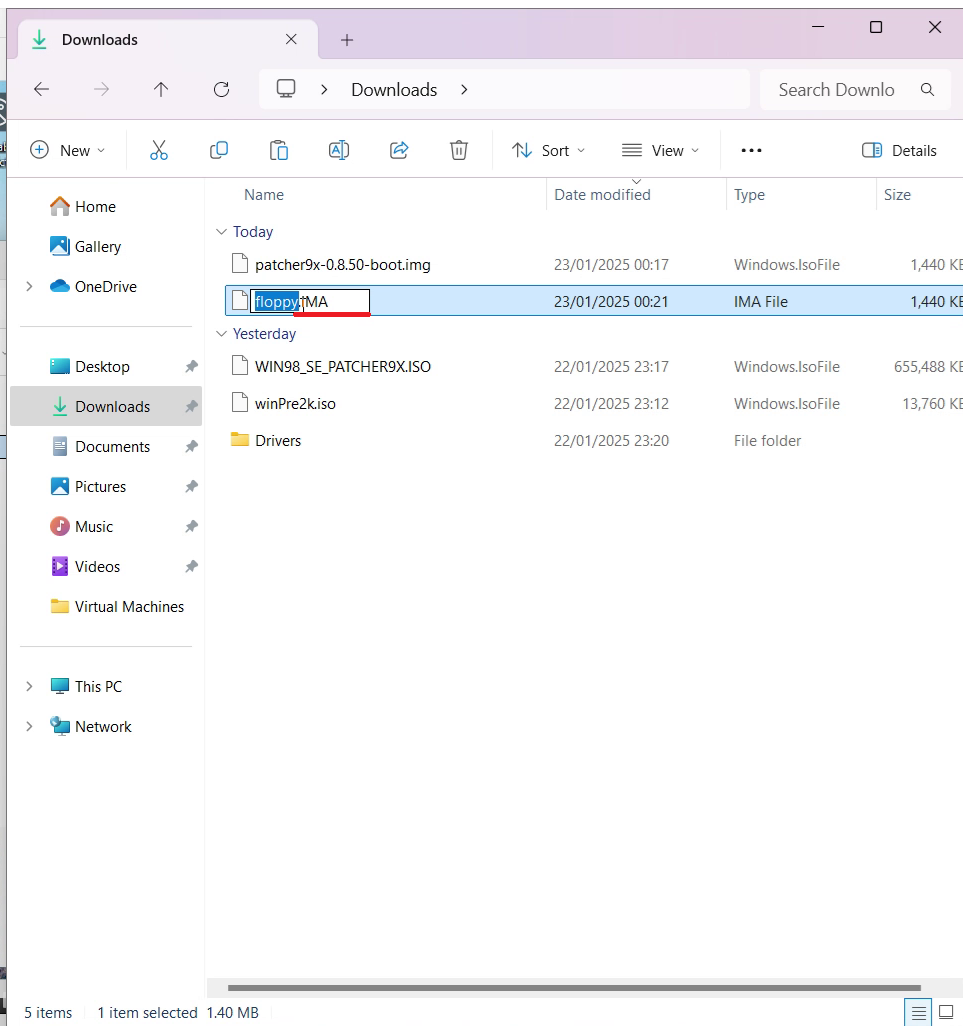 Downloads
Downloads
Search Downlo
New
Sort
View
Details
Name Date modified Type Size
Home
Gallery
OneDrive
Desktop
Downloads
Documents
Pictures
Music
Videos
Virtual Machines
This PC
Network
Today
patcher9x-0.8.50-boot.img 23/01/2025 00:17 Windows.IsoFile 1,440 KB
floppy.IMA 23/01/2025 00:21 IMA File 1,440 KB
Yesterday
WIN98_SE_PATCHER9X.ISO 22/01/2025 23:17 Windows.IsoFile 655,488 KB
winPre2k.iso 22/01/2025 23:12 Windows.IsoFile 13,760 KB
Drivers 22/01/2025 23:20 File folder
5 items 1 item selected 1.40 MB